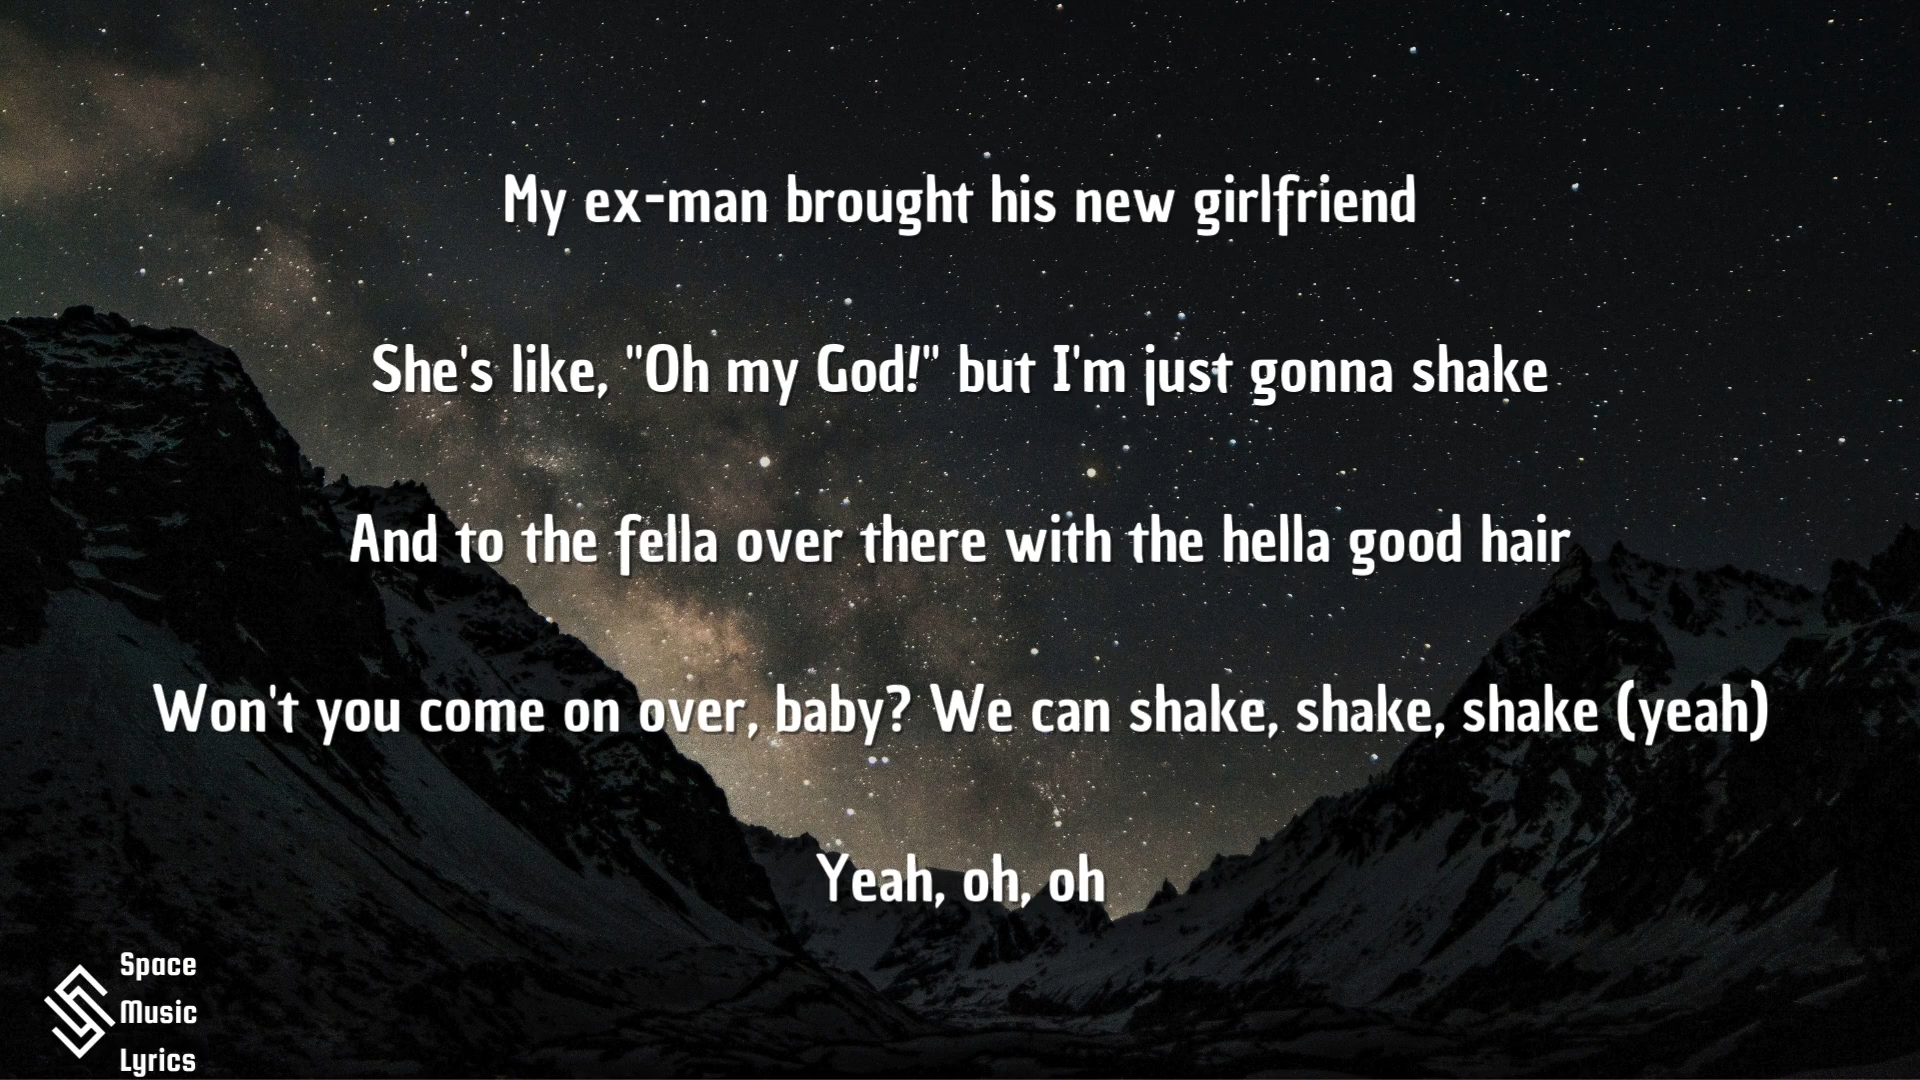 My ex-man brought his new girlfriend
She's like, "Oh my God!" but I'm just gonna shake
And to the fella over there with the hella good hair
Won't you come on over, baby? We can shake, shake, shake (yeah)
Yeah, oh, oh
Space
Music
Lyrics